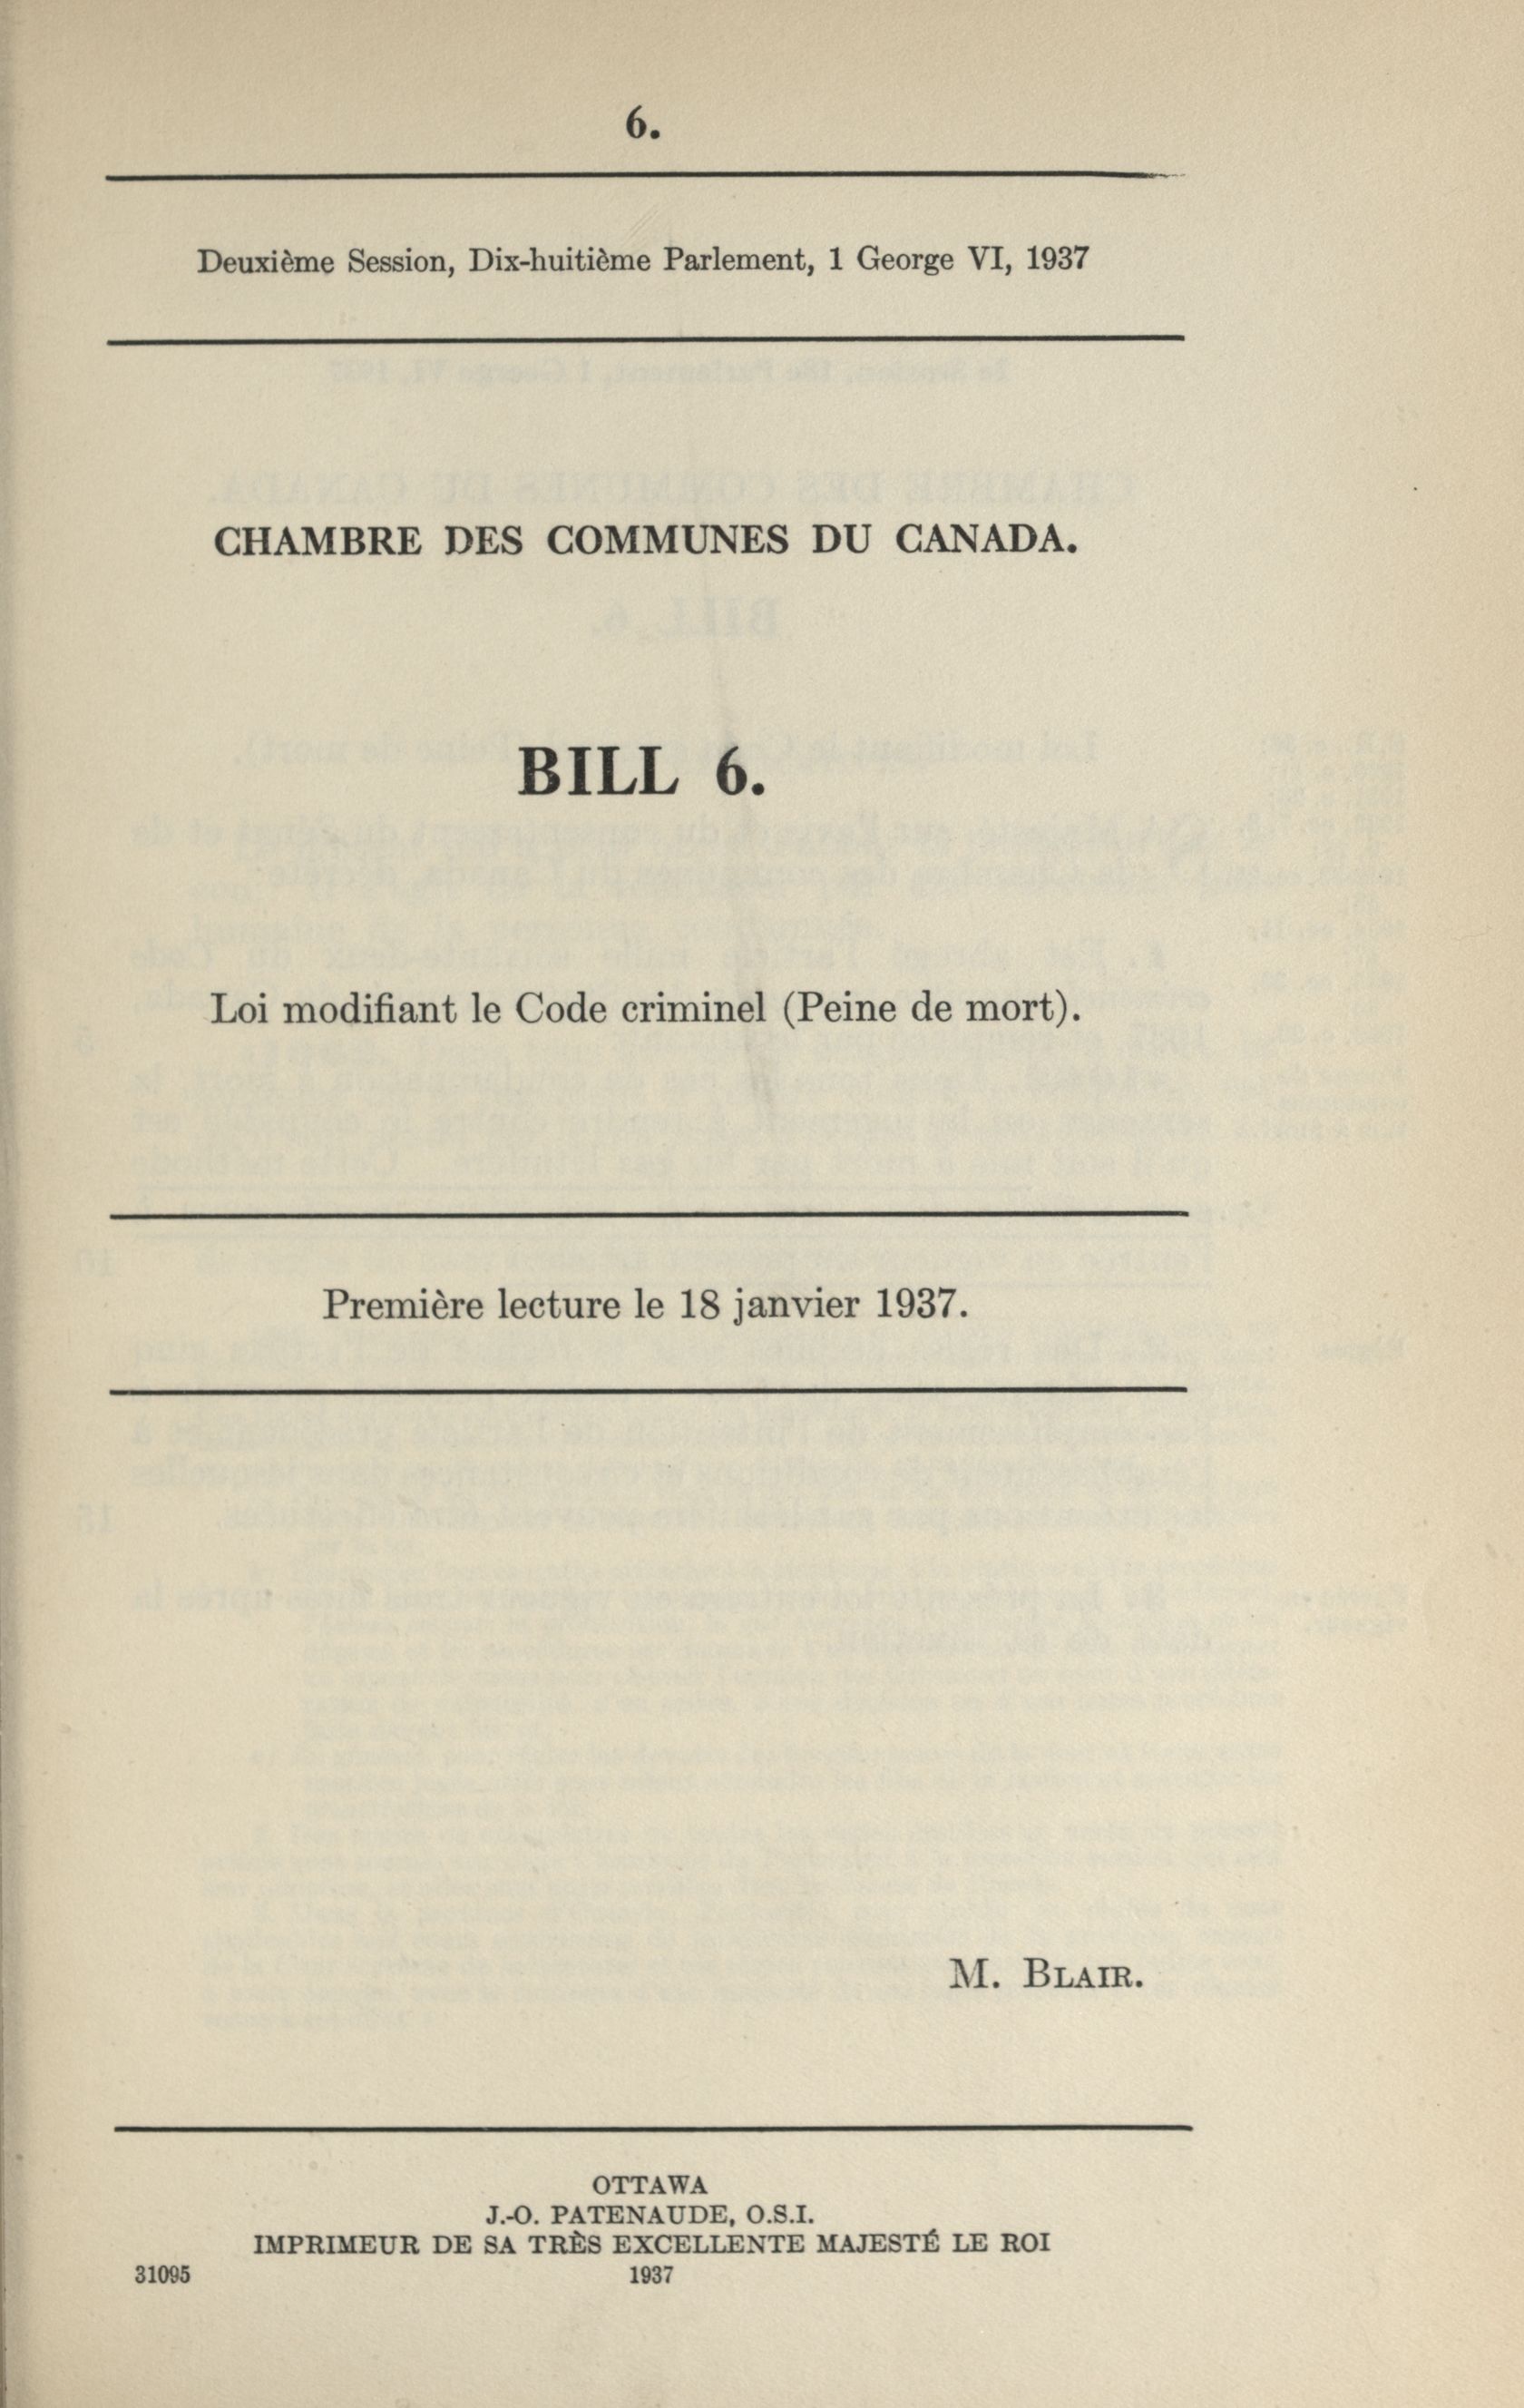 6.
Deuxième Session, Dix-huitième Parlement, 1 George VI, 1937
CHAMBRE DES COMMUNES DU CANADA.
BILL 6.
Loi modifiant le Code criminel (Peine de mort).
Première lecture le 18 janvier 1937.
M. BLAIR.
OTTAWA
J.-O. PATENAUDE, O.S.I.
IMPRIMEUR DE SA TRÈS EXCELLENTE MAJESTÉ LE ROI
31095 1937